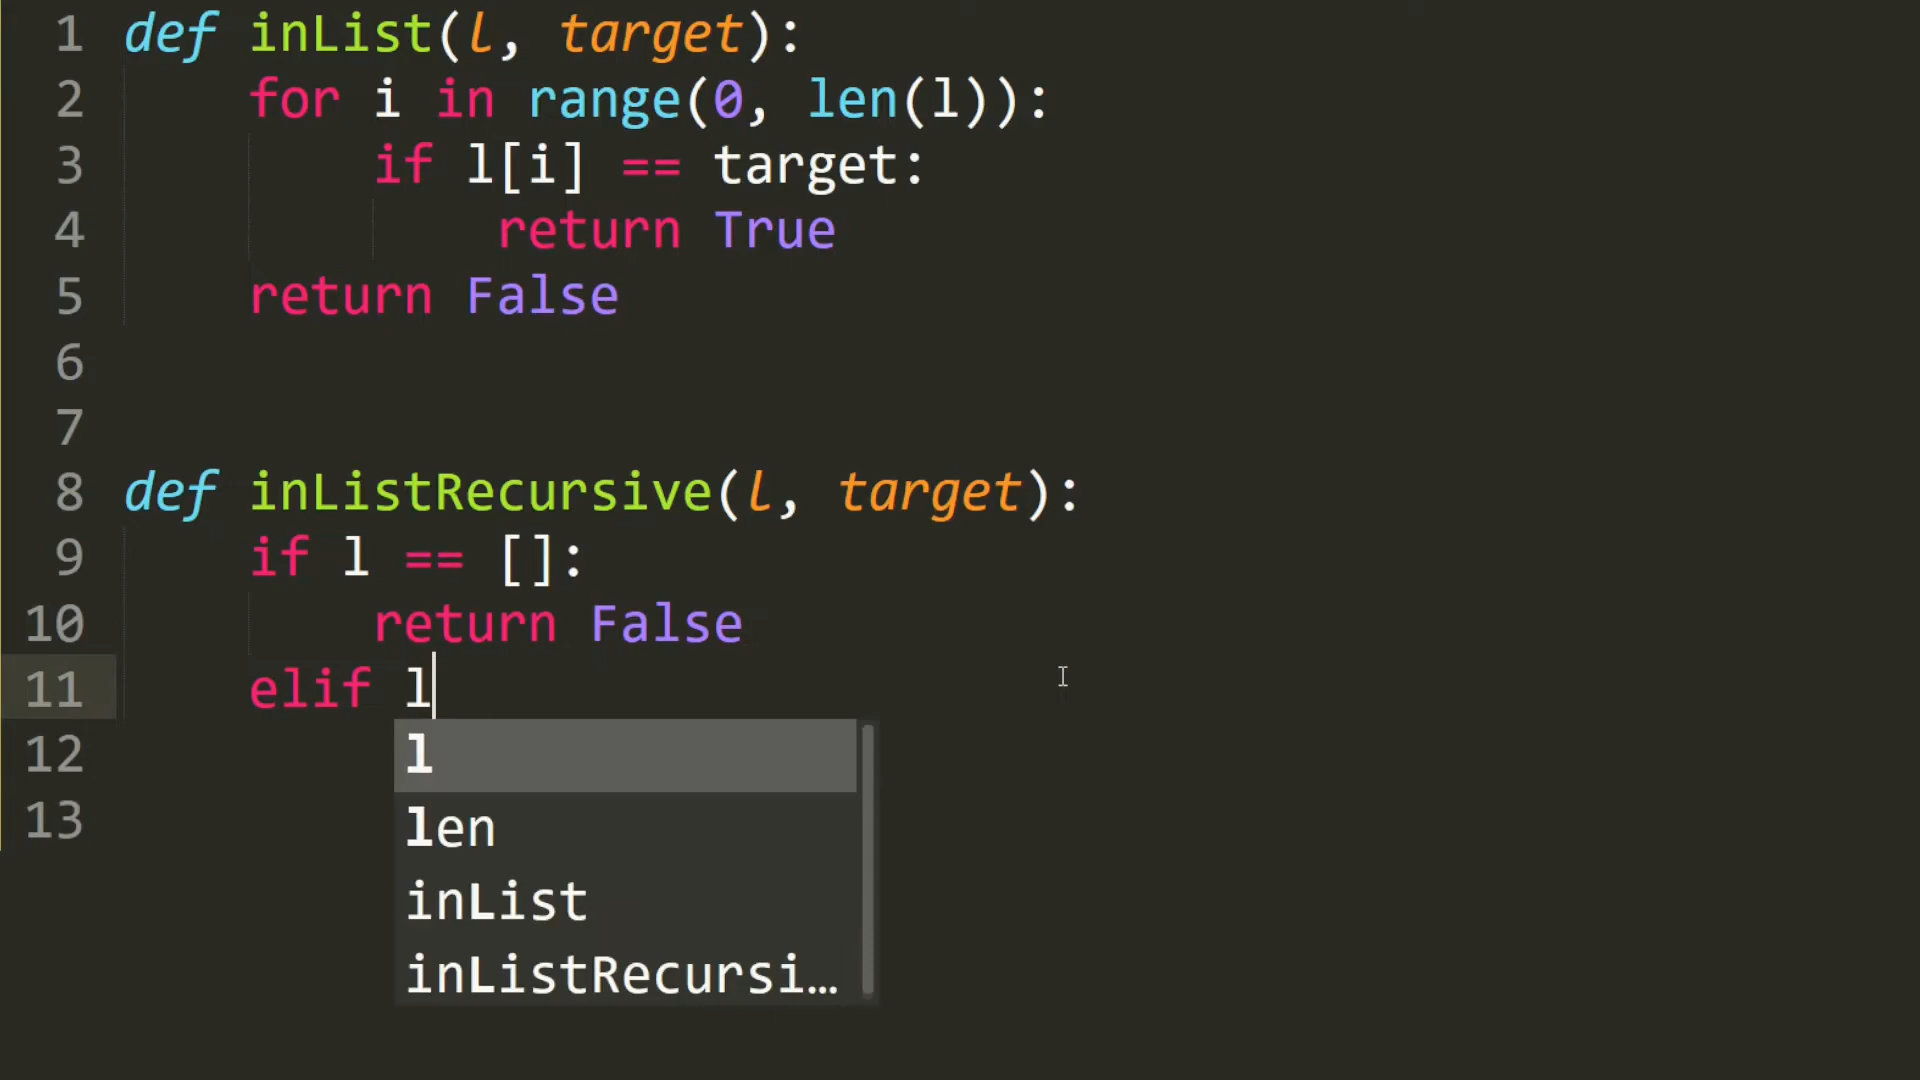 1 def inList(l, target):
2     for i in range(0, len(l)):
3         if l[i] == target:
4             return True
5     return False
6
7
8 def inListRecursive(l, target):
9     if l == []:
10         return False
11     elif l
12
13
l
len
inList
inListRecursi…